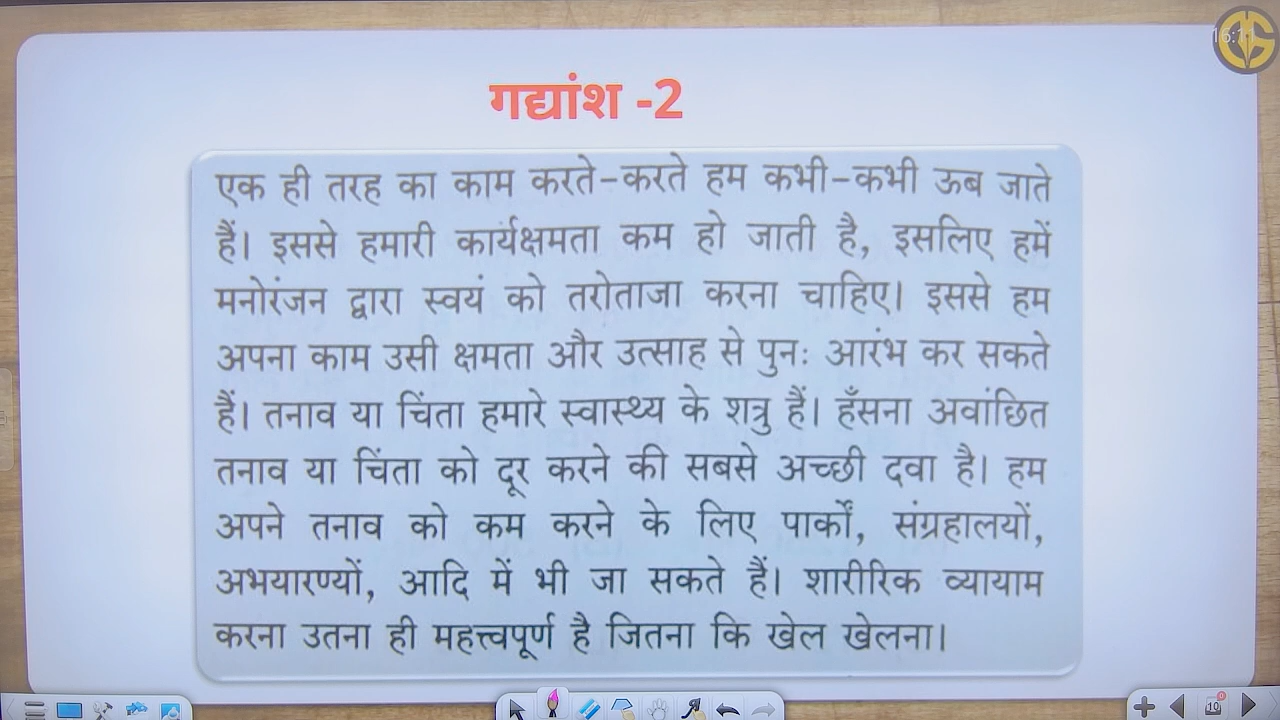 गद्यांश -2
एक ही तरह का काम करते-करते हम कभी-कभी ऊब जाते
हैं। इससे हमारी कार्यक्षमता कम हो जाती है, इसलिए हमें
मनोरंजन द्वारा स्वयं को तरोताजा करना चाहिए। इससे हम
अपना काम उसी क्षमता और उत्साह से पुनः आरंभ कर सकते
हैं। तनाव या चिंता हमारे स्वास्थ्य के शत्रु हैं। हँसना अवांछित
तनाव या चिंता को दूर करने की सबसे अच्छी दवा है। हम
अपने तनाव को कम करने के लिए पार्कों, संग्रहालयों,
अभयारण्यों, आदि में भी जा सकते हैं। शारीरिक व्यायाम
करना उतना ही महत्त्वपूर्ण है जितना कि खेल खेलना।
10